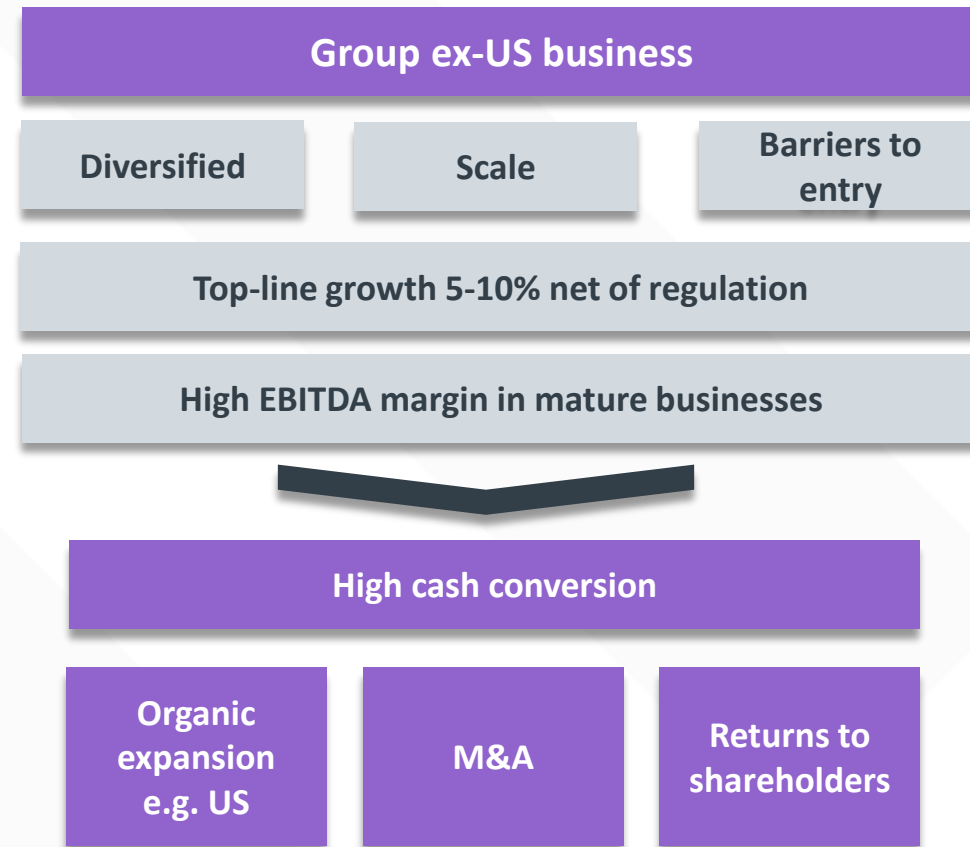 Group ex-US business
Diversified
Scale
Barriers to
entry
Top-line growth 5-10% net of regulation
High EBITDA margin in mature businesses
High cash conversion
Organic
expansion
e.g. US
M&A
Returns to
shareholders